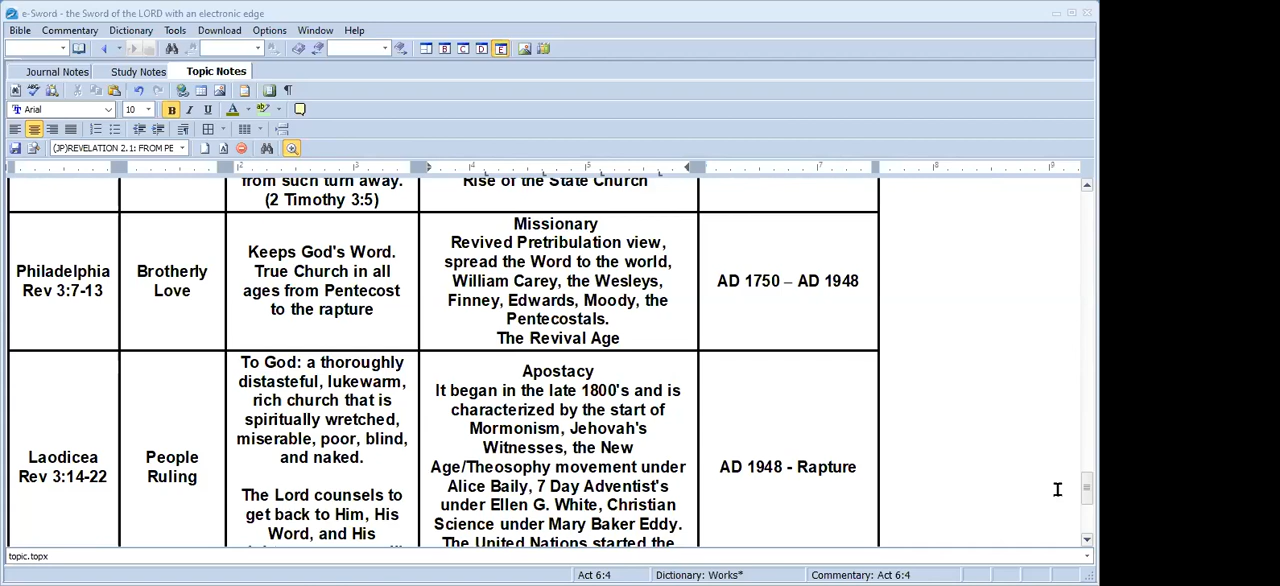 e-Sword - the Sword of the LORD with an electronic edge
Bible Commentary Dictionary Tools Download Options Window Help
B C D E
Journal Notes Study Notes Topic Notes
Arial 10 B I U A
(JP)REVELATION 2.1: FROM PE
2 3 4 5 7 8 9
from such turn away.
(2 Timothy 3:5)
Rise of the State Church
Philadelphia
Rev 3:7-13
Brotherly
Love
Keeps God's Word.
True Church in all
ages from Pentecost
to the rapture
Missionary
Revived Pretribulation view,
spread the Word to the world,
William Carey, the Wesleys,
Finney, Edwards, Moody, the
Pentecostals.
The Revival Age
AD 1750 – AD 1948
Laodicea
Rev 3:14-22
People
Ruling
To God: a thoroughly
distasteful, lukewarm,
rich church that is
spiritually wretched,
miserable, poor, blind,
and naked.
The Lord counsels to
get back to Him, His
Word, and His
Apostacy
It began in the late 1800's and is
characterized by the start of
Mormonism, Jehovah's
Witnesses, the New
Age/Theosophy movement under
Alice Baily, 7 Day Adventist's
under Ellen G. White, Christian
Science under Mary Baker Eddy.
The United Nations started the
AD 1948 - Rapture
topic.topx
Act 6:4 Dictionary: Works* Commentary: Act 6:4